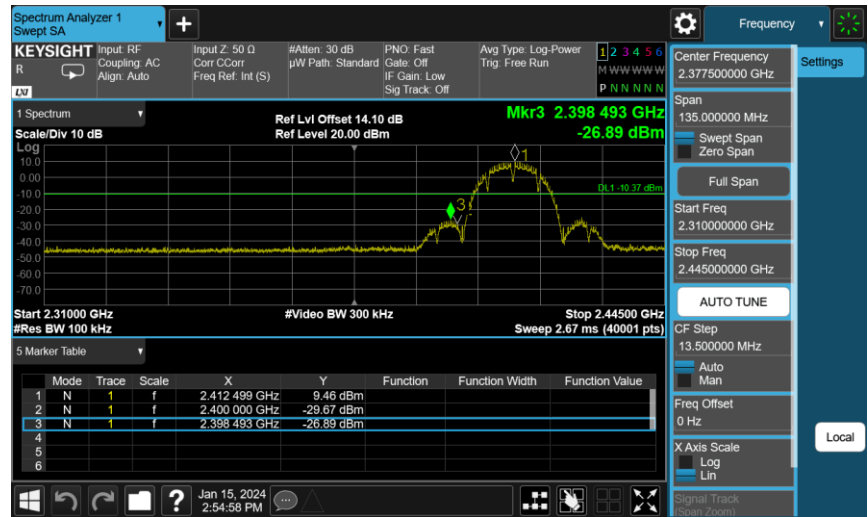 Spectrum Analyzer 1
Swept SA
Frequency
KEYSIGHT
R
LXI
Input: RF
Coupling: AC
Align: Auto
Input Z: 50 Ω
Corr CCorr
Freq Ref: Int (S)
#Atten: 30 dB
µW Path: Standard
PNO: Fast
Gate: Off
IF Gain: Low
Sig Track: Off
Avg Type: Log-Power
Trig: Free Run
1 2 3 4 5 6
M W W W W W
P N N N N N
Center Frequency
2.377500000 GHz
Settings
Span
135.000000 MHz
Swept Span
Zero Span
Full Span
Start Freq
2.310000000 GHz
Stop Freq
2.445000000 GHz
AUTO TUNE
CF Step
13.500000 MHz
Auto
Man
Freq Offset
0 Hz
X Axis Scale
Log
Lin
Signal Track
(Span Zoom)
Local
1 Spectrum
Scale/Div 10 dB
Ref Lvl Offset 14.10 dB
Ref Level 20.00 dBm
Mkr3 2.398 493 GHz
-26.89 dBm
Log
10.0
0.00
-10.0
-20.0
-30.0
-40.0
-50.0
-60.0
-70.0
1
3
DL1 -10.37 dBm
Start 2.31000 GHz
#Res BW 100 kHz
#Video BW 300 kHz
Stop 2.44500 GHz
Sweep 2.67 ms (40001 pts)
5 Marker Table
Mode Trace Scale X Y Function Function Width Function Value
1 N 1 f 2.412 499 GHz 9.46 dBm
2 N 1 f 2.400 000 GHz -29.67 dBm
3 N 1 f 2.398 493 GHz -26.89 dBm
4
5
6
?
Jan 15, 2024
2:54:58 PM